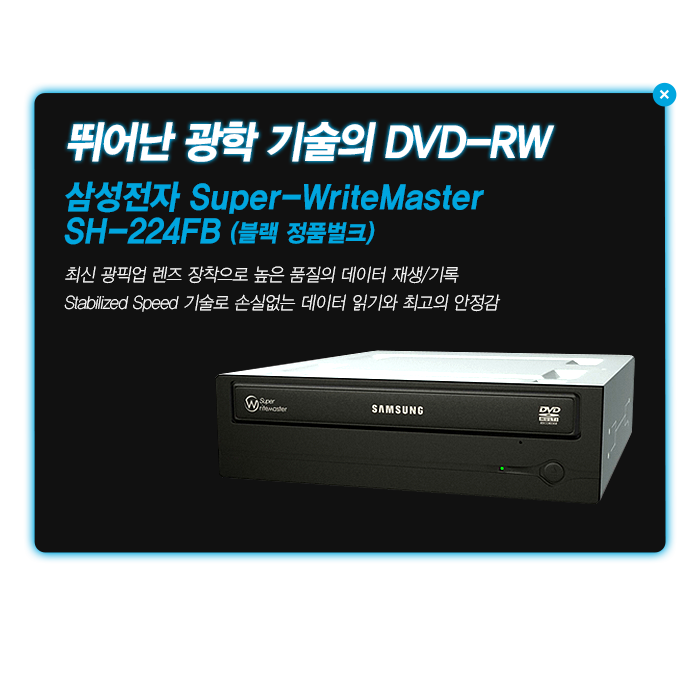 뛰어난 광학 기술의 DVD-RW
삼성전자 Super-WriteMaster
SH-224FB (블랙 정품벌크)
최신 광픽업 렌즈 장착으로 높은 품질의 데이터 재생/기록
Stabilized Speed 기술로 손실없는 데이터 읽기와 최고의 안정감
Super
WriteMaster
SAMSUNG
DVD
MULTI
RECORDER